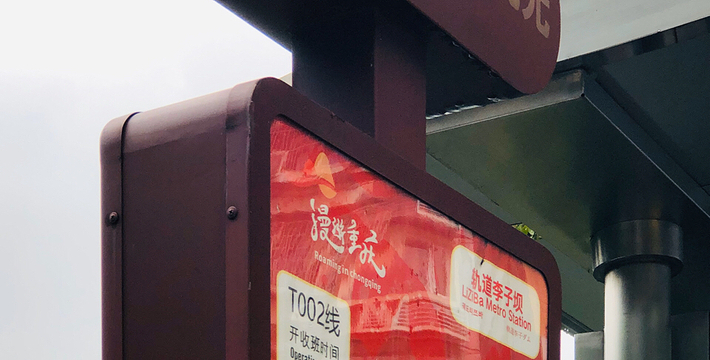 漫游重庆
Roaming in chongqing
轨道李子坝
LiZiBa Metro Station
T002线
开收班时间